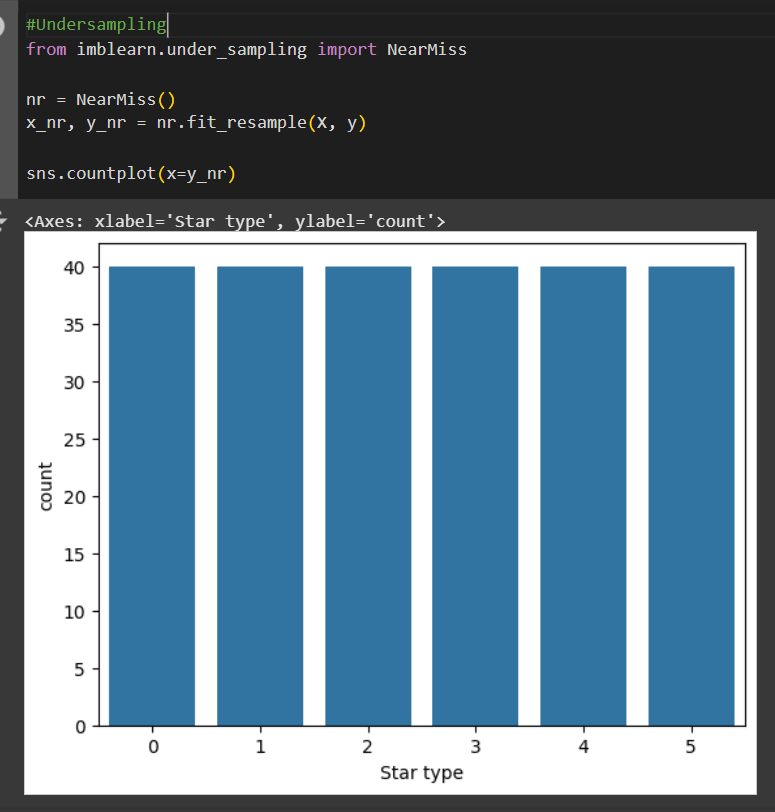 #Undersampling
from imblearn.under_sampling import NearMiss
nr = NearMiss()
x_nr, y_nr = nr.fit_resample(X, y)
sns.countplot(x=y_nr)
<Axes: xlabel='Star type', ylabel='count'>
40
35
30
25
20
15
10
5
0
count
0 1 2 3 4 5
Star type